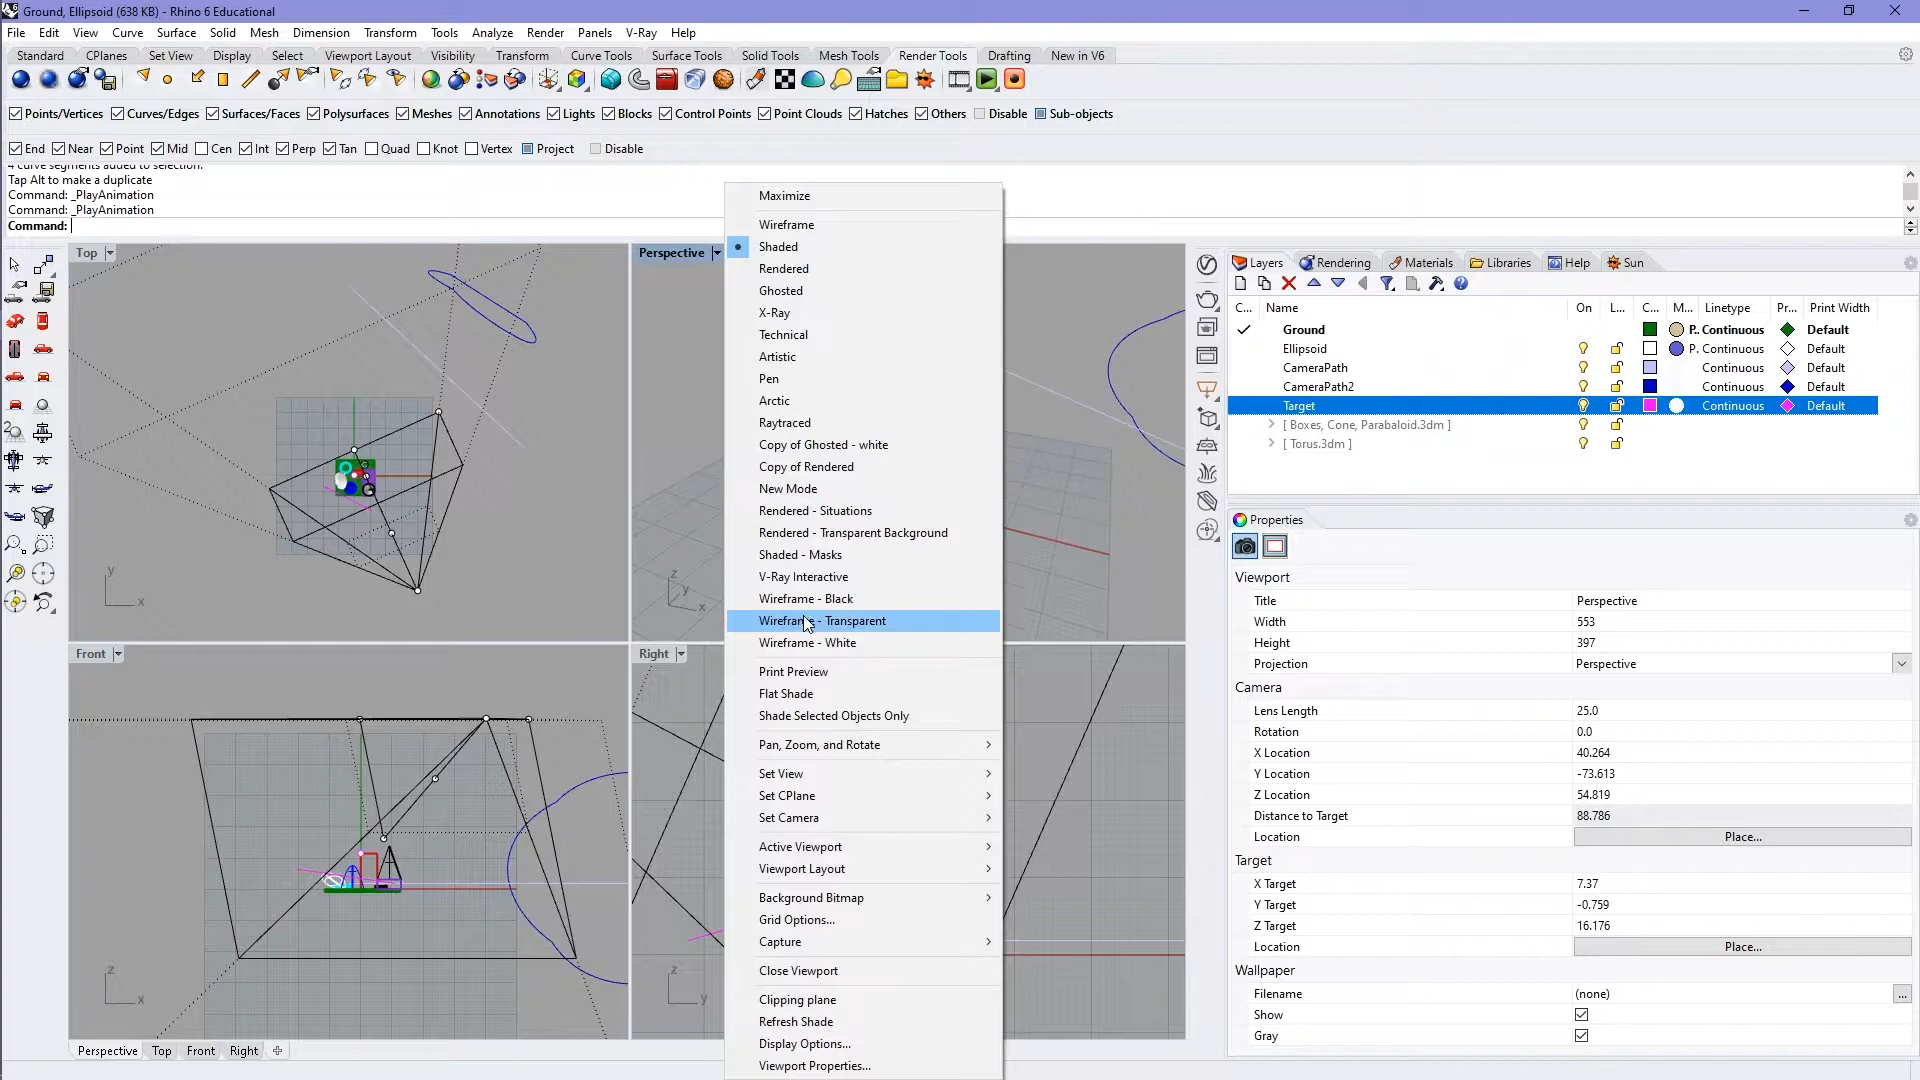 Ground, Ellipsoid (638 KB) - Rhino 6 Educational
File Edit View Curve Surface Solid Mesh Dimension Transform Tools Analyze Render Panels V-Ray Help
Standard CPlanes Set View Display Select Viewport Layout Visibility Transform Curve Tools Surface Tools Solid Tools Mesh Tools Render Tools Drafting New in V6
Points/Vertices Curves/Edges Surfaces/Faces Polysurfaces Meshes Annotations Lights Blocks Control Points Point Clouds Hatches Others Disable Sub-objects
End Near Point Mid Cen Int Perp Tan Quad Knot Vertex Project Disable
4 curve segments added to selection.
Tap Alt to make a duplicate
Command: _PlayAnimation
Command: _PlayAnimation
Command:
Top
y
x
Perspective
z
y
x
Front
z
x
Right
z
y
Perspective Top Front Right
Maximize
Wireframe
Shaded
Rendered
Ghosted
X-Ray
Technical
Artistic
Pen
Arctic
Raytraced
Copy of Ghosted - white
Copy of Rendered
New Mode
Rendered - Situations
Rendered - Transparent Background
Shaded - Masks
V-Ray Interactive
Wireframe - Black
Wireframe - Transparent
Wireframe - White
Print Preview
Flat Shade
Shade Selected Objects Only
Pan, Zoom, and Rotate
Set View
Set CPlane
Set Camera
Active Viewport
Viewport Layout
Background Bitmap
Grid Options...
Capture
Close Viewport
Clipping plane
Refresh Shade
Display Options...
Viewport Properties...
Layers Rendering Materials Libraries Help Sun
C... Name On L... C... M... Linetype Pr... Print Width
Ground P.. Continuous Default
Ellipsoid P. Continuous Default
CameraPath Continuous Default
CameraPath2 Continuous Default
Target Continuous Default
[ Boxes, Cone, Parabaloid.3dm ]
[ Torus.3dm ]
Properties
Viewport
Title Perspective
Width 553
Height 397
Projection Perspective
Camera
Lens Length 25.0
Rotation 0.0
X Location 40.264
Y Location -73.613
Z Location 54.819
Distance to Target 88.786
Location Place...
Target
X Target 7.37
Y Target -0.759
Z Target 16.176
Location Place...
Wallpaper
Filename (none) ...
Show
Gray